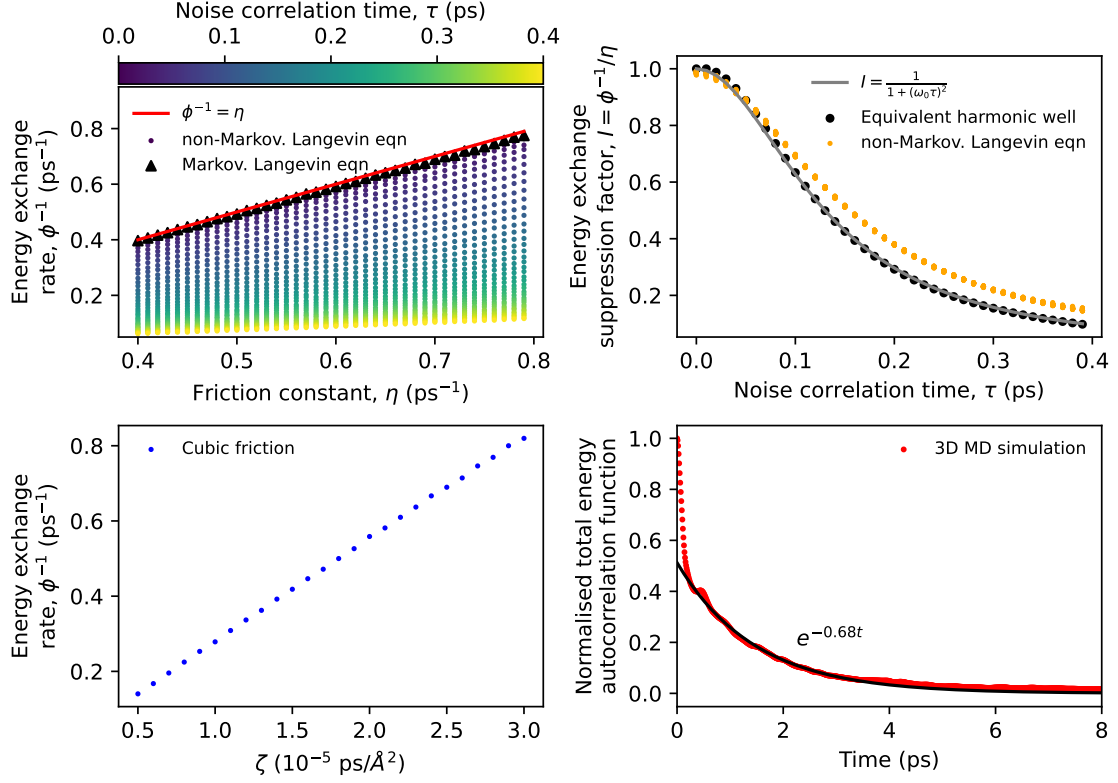 Noise correlation time, τ (ps)
0.0 0.1 0.2 0.3 0.4
Energy exchange
rate, ϕ⁻¹ (ps⁻¹)
0.8
0.6
0.4
0.2
ϕ⁻¹ = η
non-Markov. Langevin eqn
Markov. Langevin eqn
0.4 0.5 0.6 0.7 0.8
Friction constant, η (ps⁻¹)
Energy exchange
suppression factor, I = ϕ⁻¹/η
1.0
0.8
0.6
0.4
0.2
I = 1/(1+(ω₀τ)²)
Equivalent harmonic well
non-Markov. Langevin eqn
0.0 0.1 0.2 0.3 0.4
Noise correlation time, τ (ps)
Energy exchange
rate, ϕ⁻¹ (ps⁻¹)
0.8
0.6
0.4
0.2
Cubic friction
0.5 1.0 1.5 2.0 2.5 3.0
ζ (10⁻⁵ ps/Å²)
Normalised total energy
autocorrelation function
1.0
0.8
0.6
0.4
0.2
0.0
3D MD simulation
e⁻⁰·⁶⁸ᵗ
0 2 4 6 8
Time (ps)